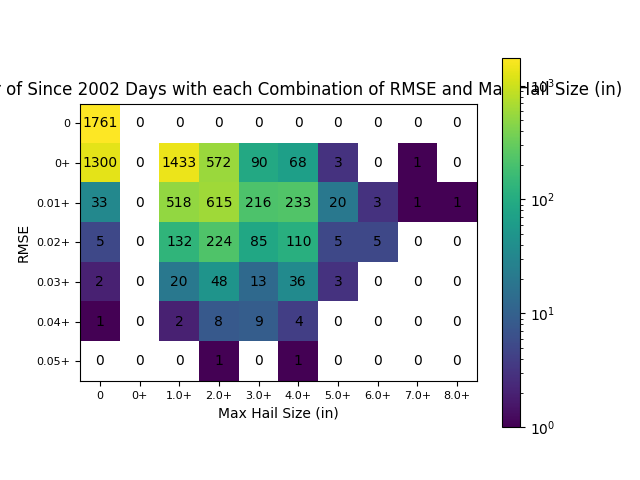 r of Since 2002 Days with each Combination of RMSE and Max Hail Size (in)
0 1761 0 0 0 0 0 0 0 0 0
0+ 1300 0 1433 572 90 68 3 0 1 0
0.01+ 33 0 518 615 216 233 20 3 1 1
0.02+ 5 0 132 224 85 110 5 5 0 0
0.03+ 2 0 20 48 13 36 3 0 0 0
0.04+ 1 0 2 8 9 4 0 0 0 0
0.05+ 0 0 0 1 0 1 0 0 0 0
0 0+ 1.0+ 2.0+ 3.0+ 4.0+ 5.0+ 6.0+ 7.0+ 8.0+
Max Hail Size (in)
RMSE
10³
10²
10¹
10⁰